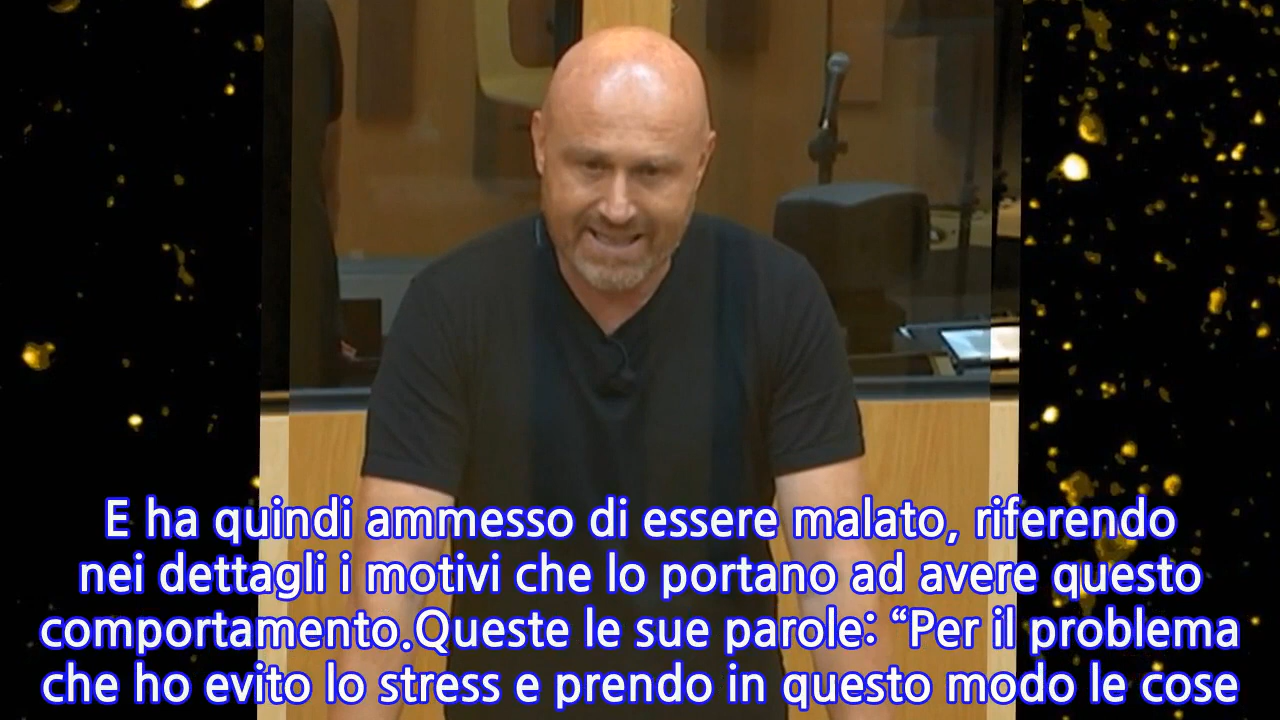 E ha quindi ammesso di essere malato, riferendo
nei dettagli i motivi che lo portano ad avere questo
comportamento.Queste le sue parole: “Per il problema
che ho evito lo stress e prendo in questo modo le cose